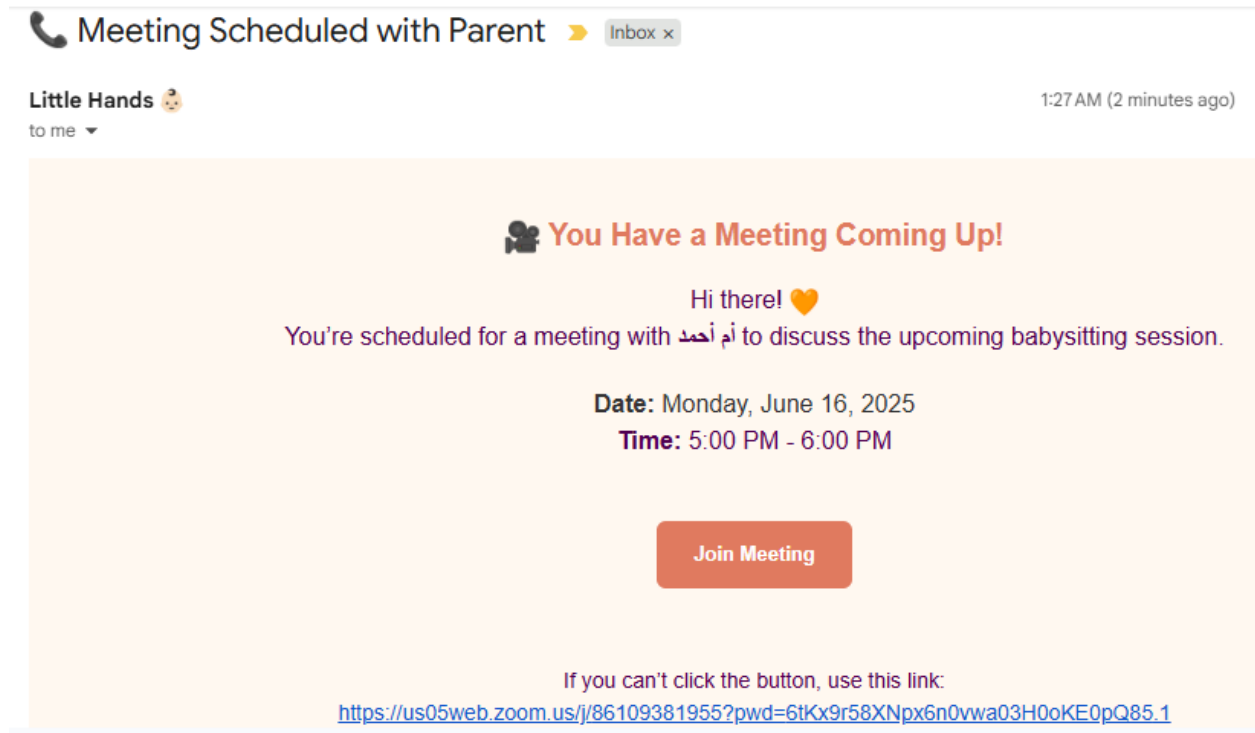 📞 Meeting Scheduled with Parent Inbox ×
Little Hands 👶🏻 1:27 AM (2 minutes ago)
to me
🎥 You Have a Meeting Coming Up!
Hi there! 🧡
You’re scheduled for a meeting with أم أحمد to discuss the upcoming babysitting session.
Date: Monday, June 16, 2025
Time: 5:00 PM - 6:00 PM
Join Meeting
If you can’t click the button, use this link:
https://us05web.zoom.us/j/86109381955?pwd=6tKx9r58XNpx6n0vwa03H0oKE0pQ85.1